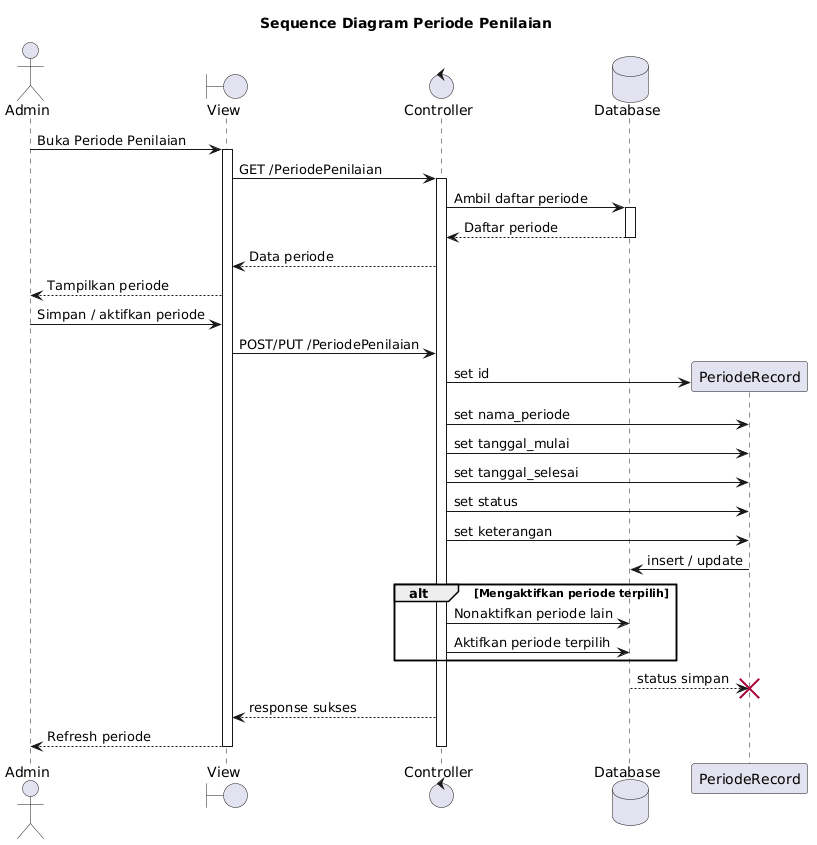 Sequence Diagram Periode Penilaian
Admin
View
Controller
Database
Buka Periode Penilaian
GET /PeriodePenilaian
Ambil daftar periode
Daftar periode
Data periode
Tampilkan periode
Simpan / aktifkan periode
POST/PUT /PeriodePenilaian
PeriodeRecord
set id
set nama_periode
set tanggal_mulai
set tanggal_selesai
set status
set keterangan
insert / update
alt [Mengaktifkan periode terpilih]
Nonaktifkan periode lain
Aktifkan periode terpilih
status simpan
response sukses
Refresh periode
Admin
View
Controller
Database
PeriodeRecord